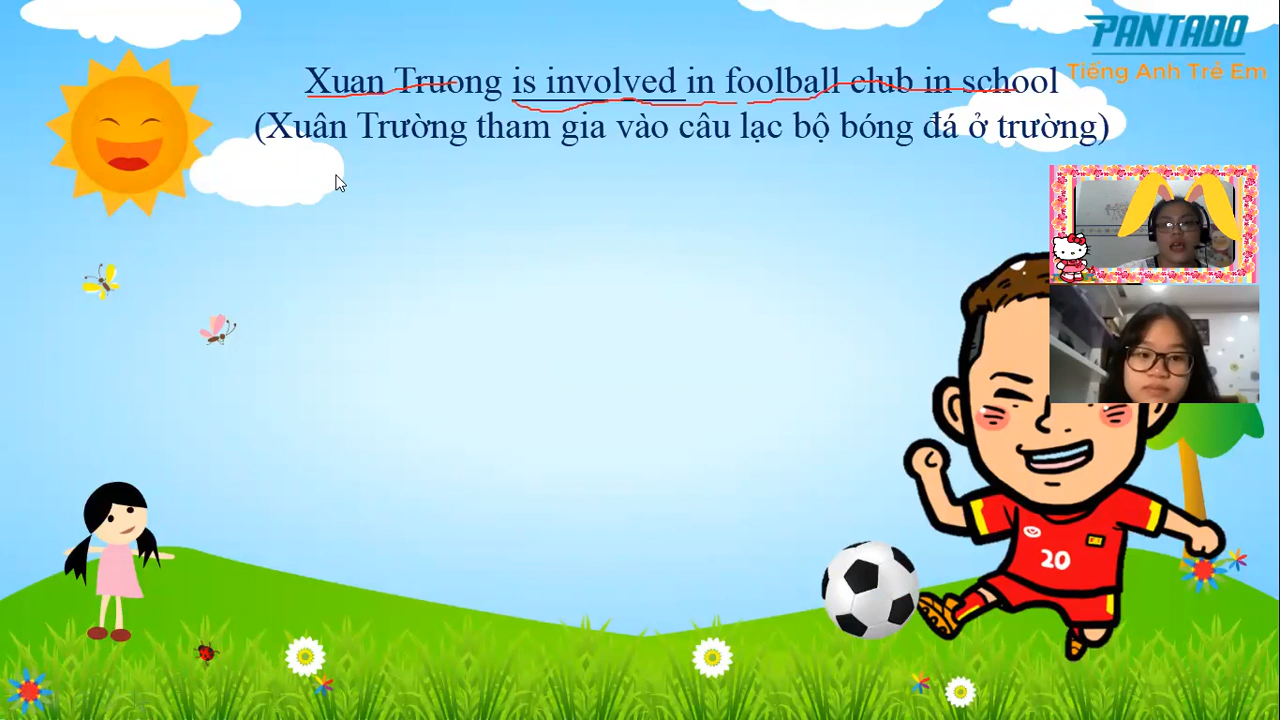 PANTADO
Tiếng Anh Trẻ Em
Xuan Truong is involved in foolball club in school
(Xuân Trường tham gia vào câu lạc bộ bóng đá ở trường)
20